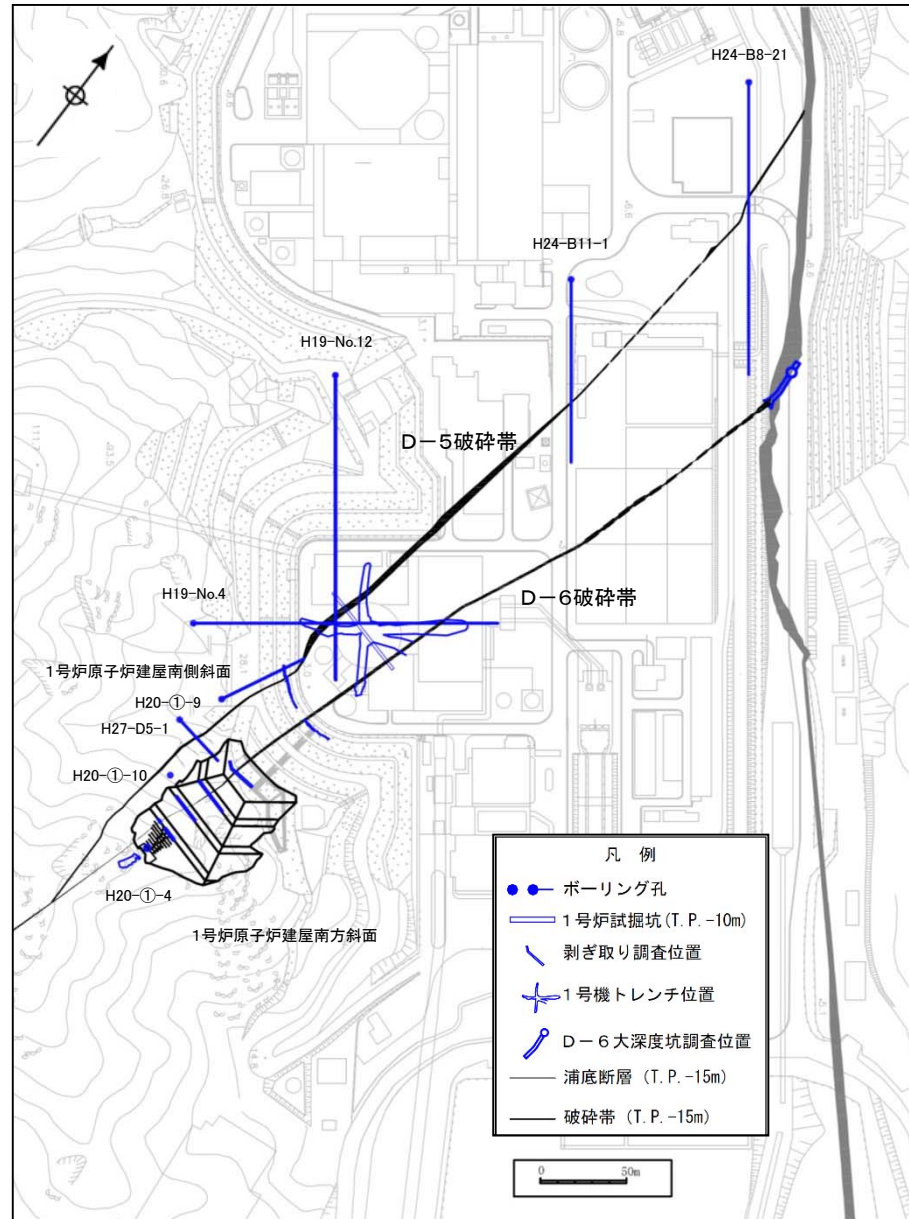 H24-B8-21
H24-B11-1
H19-No.12
D-5破砕帯
H19-No.4
D-6破砕帯
1号炉原子炉建屋南側斜面
H20-①-9
H27-D5-1
H20-①-10
H20-①-4
1号炉原子炉建屋南方斜面
凡 例
ボーリング孔
1号炉試掘坑(T.P.-10m)
剥ぎ取り調査位置
1号機トレンチ位置
D-6大深度坑調査位置
浦底断層 (T.P.-15m)
破砕帯 (T.P.-15m)
0 50m